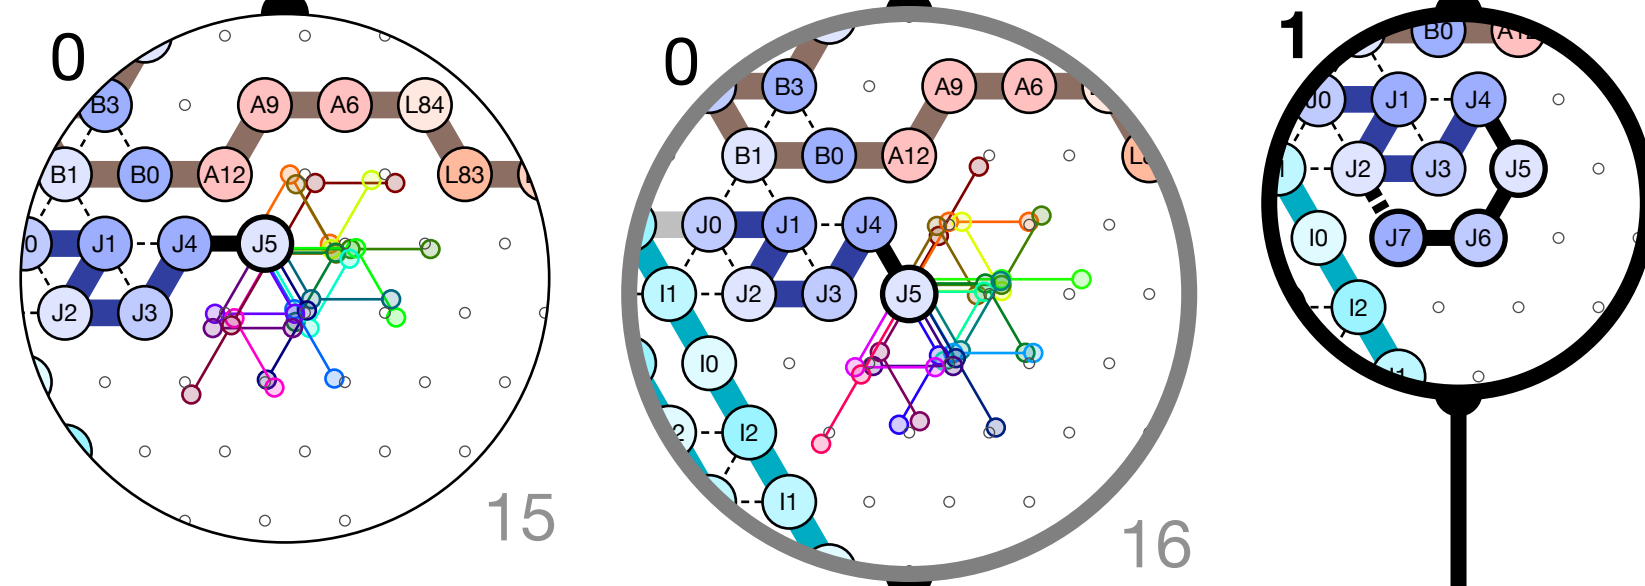 0
B3
A9 A6 L84
B1 B0 A12 L83
J1 J4 J5
J2 J3
15
0
B3 A9 A6
B1 B0 A12
J0 J1 J4
I1 J2 J3 J5
I0
I2
I1
16
1
B0
J0 J1 J4
J2 J3 J5
I0 J7 J6
I2
I1